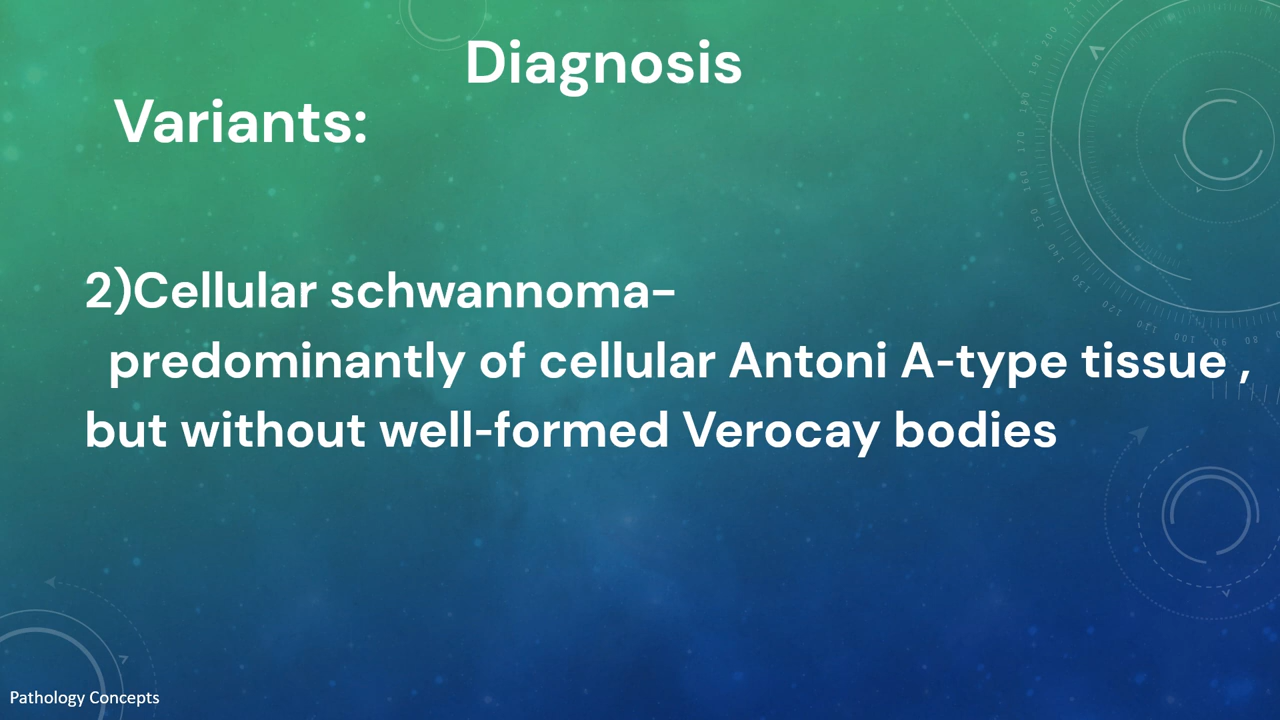 Diagnosis
Variants:
2)Cellular schwannoma–
predominantly of cellular Antoni A-type tissue ,
but without well-formed Verocay bodies
Pathology Concepts